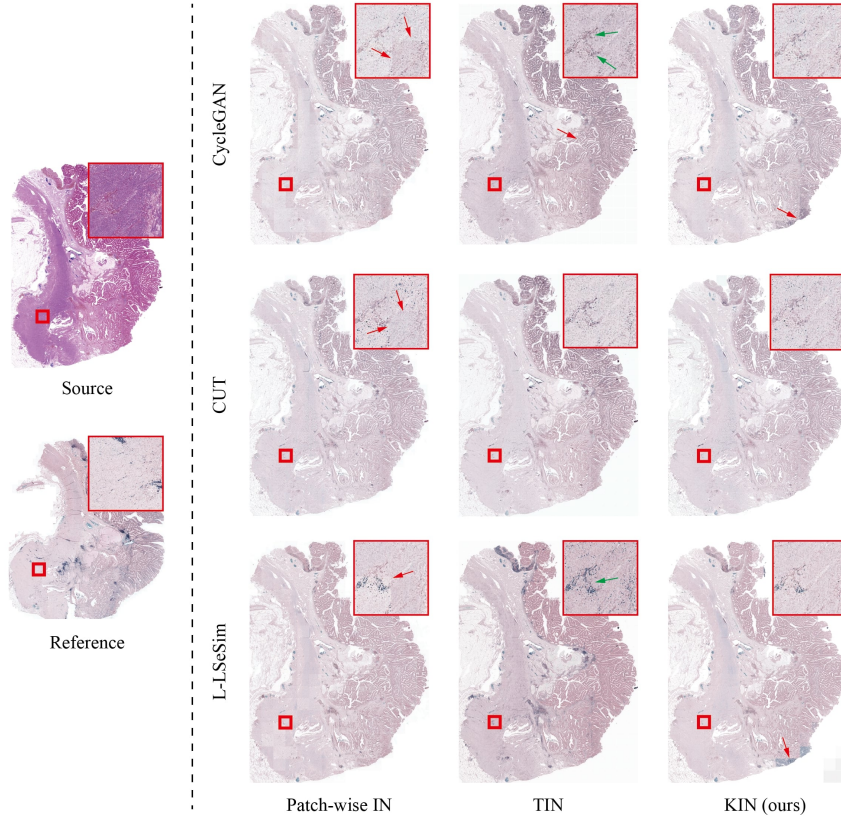 CycleGAN
Source
CUT
Reference
L-LSeSim
Patch-wise IN
TIN
KIN (ours)